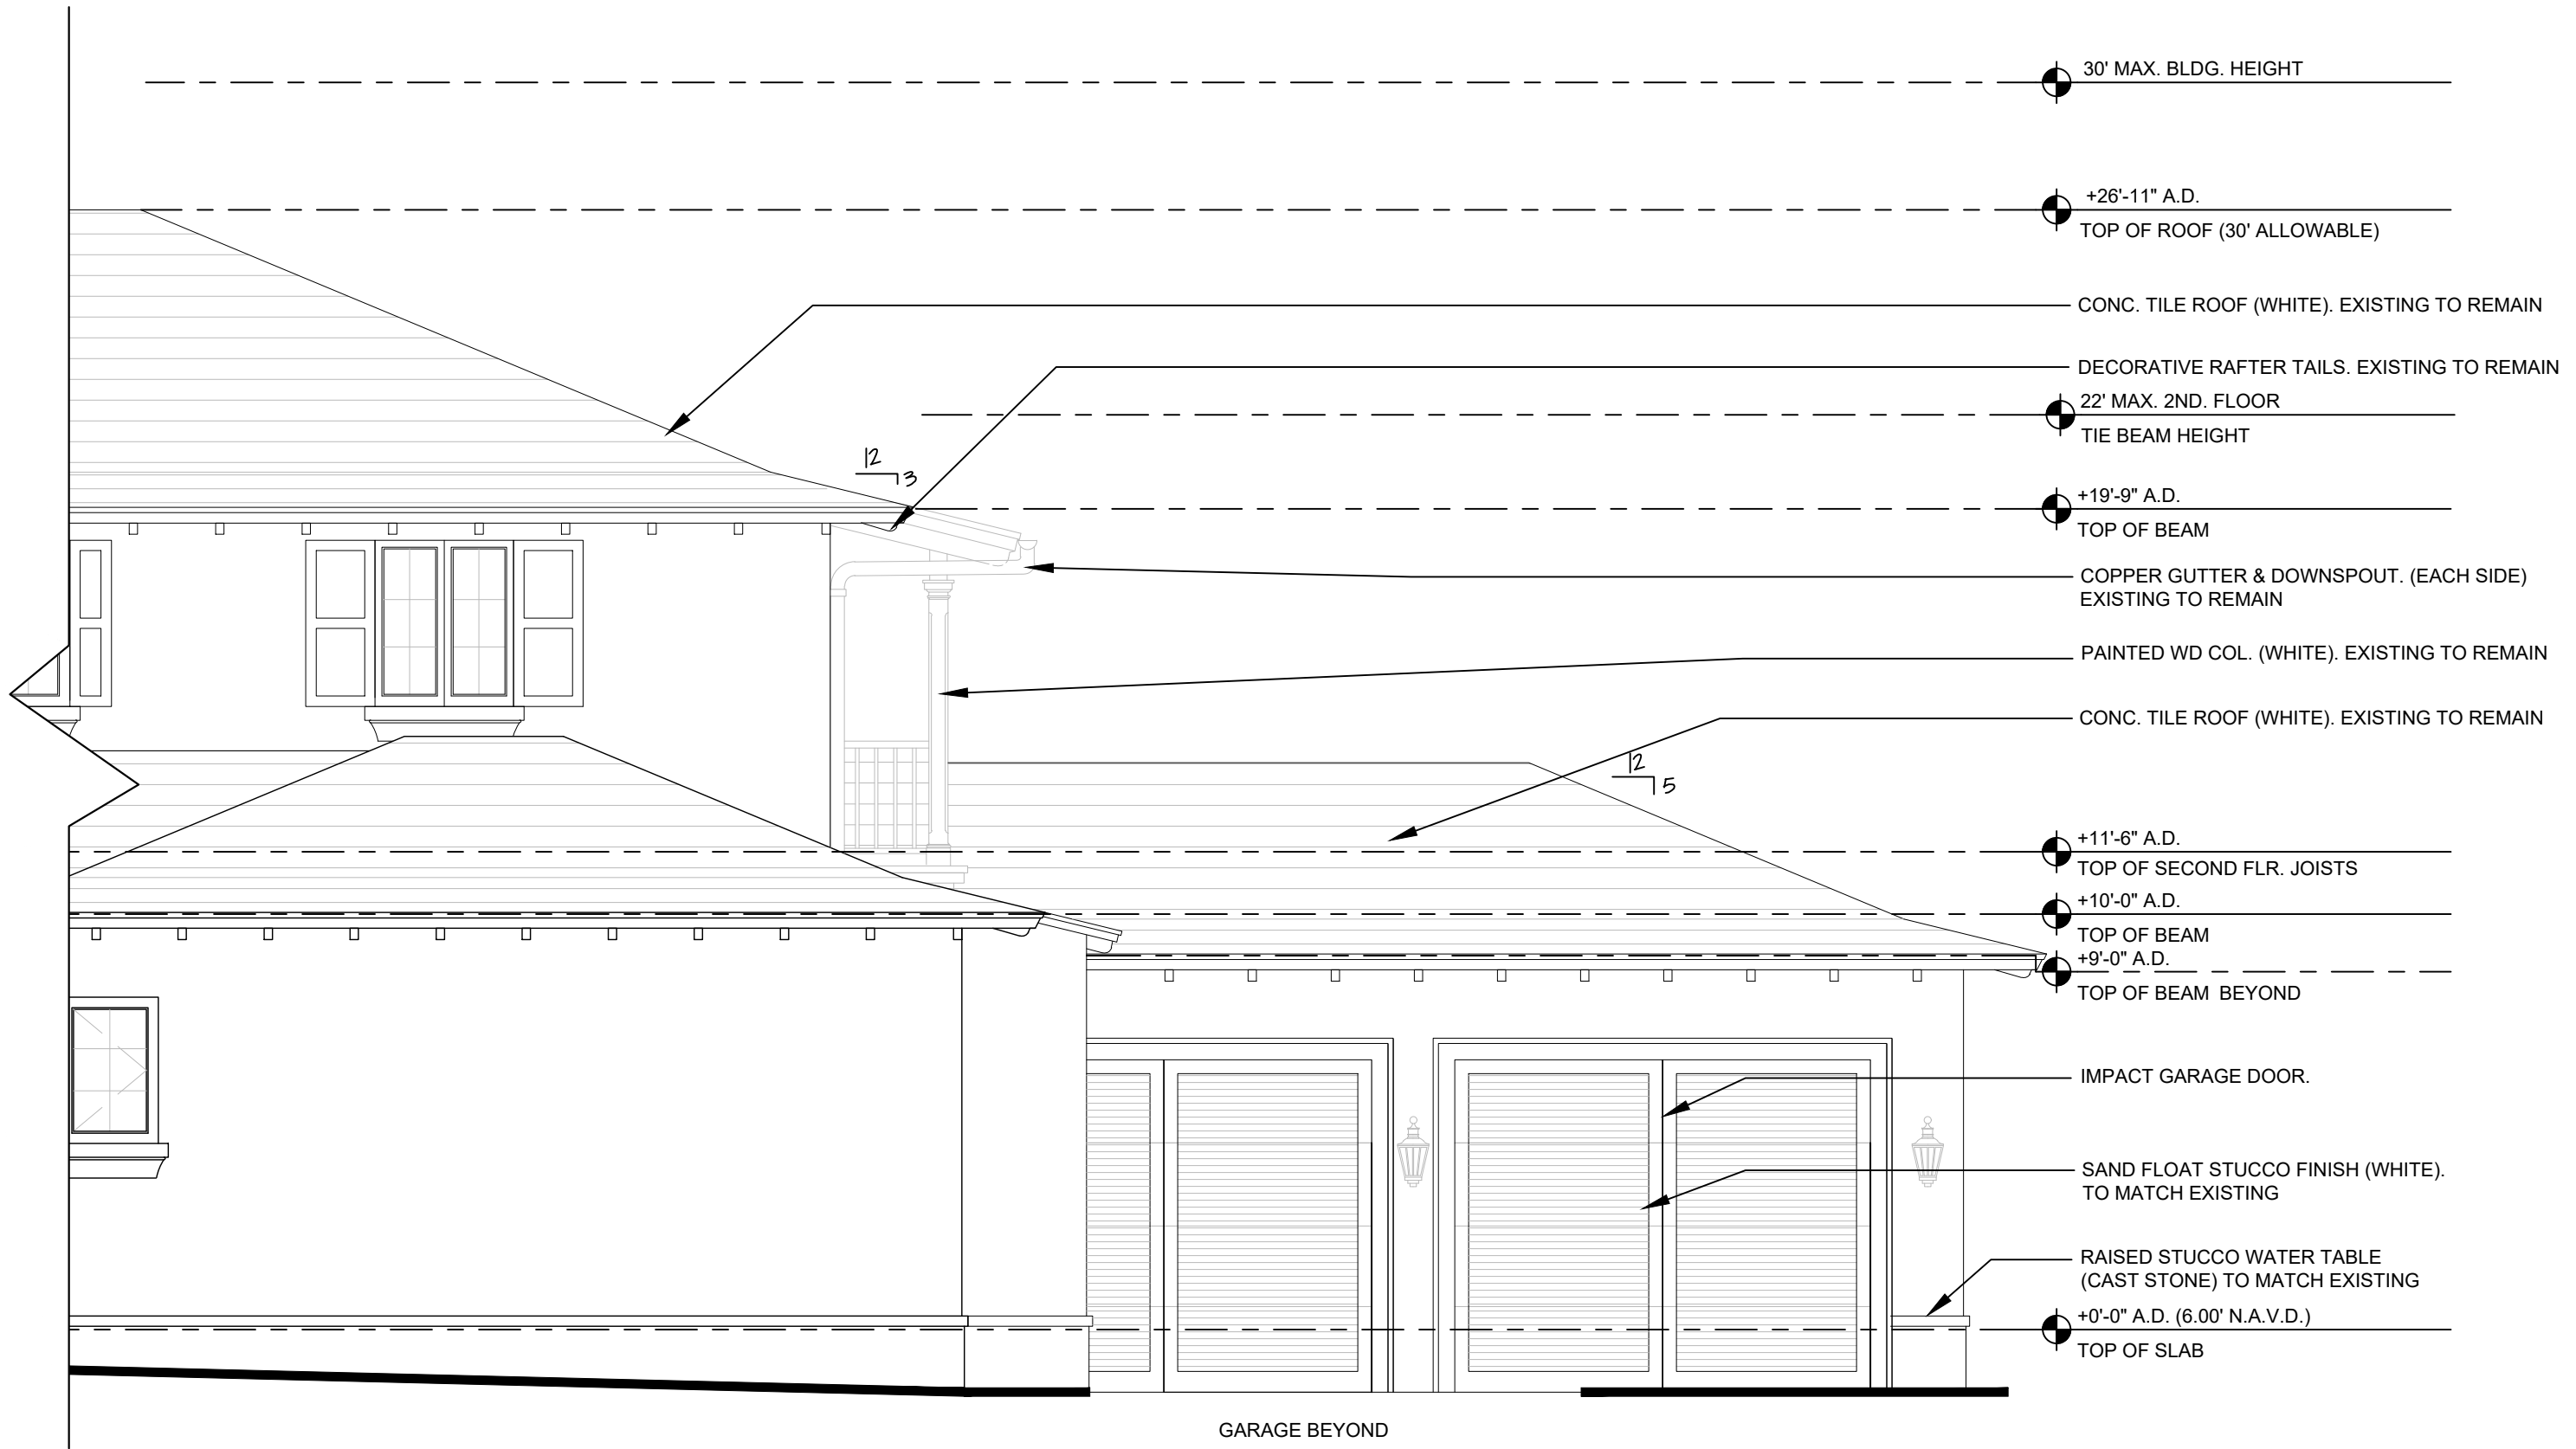 30' MAX. BLDG. HEIGHT
+26'-11" A.D.
TOP OF ROOF (30' ALLOWABLE)
CONC. TILE ROOF (WHITE). EXISTING TO REMAIN
DECORATIVE RAFTER TAILS. EXISTING TO REMAIN
22' MAX. 2ND. FLOOR
TIE BEAM HEIGHT
12
3
+19'-9" A.D.
TOP OF BEAM
COPPER GUTTER & DOWNSPOUT. (EACH SIDE)
EXISTING TO REMAIN
PAINTED WD COL. (WHITE). EXISTING TO REMAIN
CONC. TILE ROOF (WHITE). EXISTING TO REMAIN
12
5
+11'-6" A.D.
TOP OF SECOND FLR. JOISTS
+10'-0" A.D.
TOP OF BEAM
+9'-0" A.D.
TOP OF BEAM BEYOND
IMPACT GARAGE DOOR.
SAND FLOAT STUCCO FINISH (WHITE).
TO MATCH EXISTING
RAISED STUCCO WATER TABLE
(CAST STONE) TO MATCH EXISTING
+0'-0" A.D. (6.00' N.A.V.D.)
TOP OF SLAB
GARAGE BEYOND